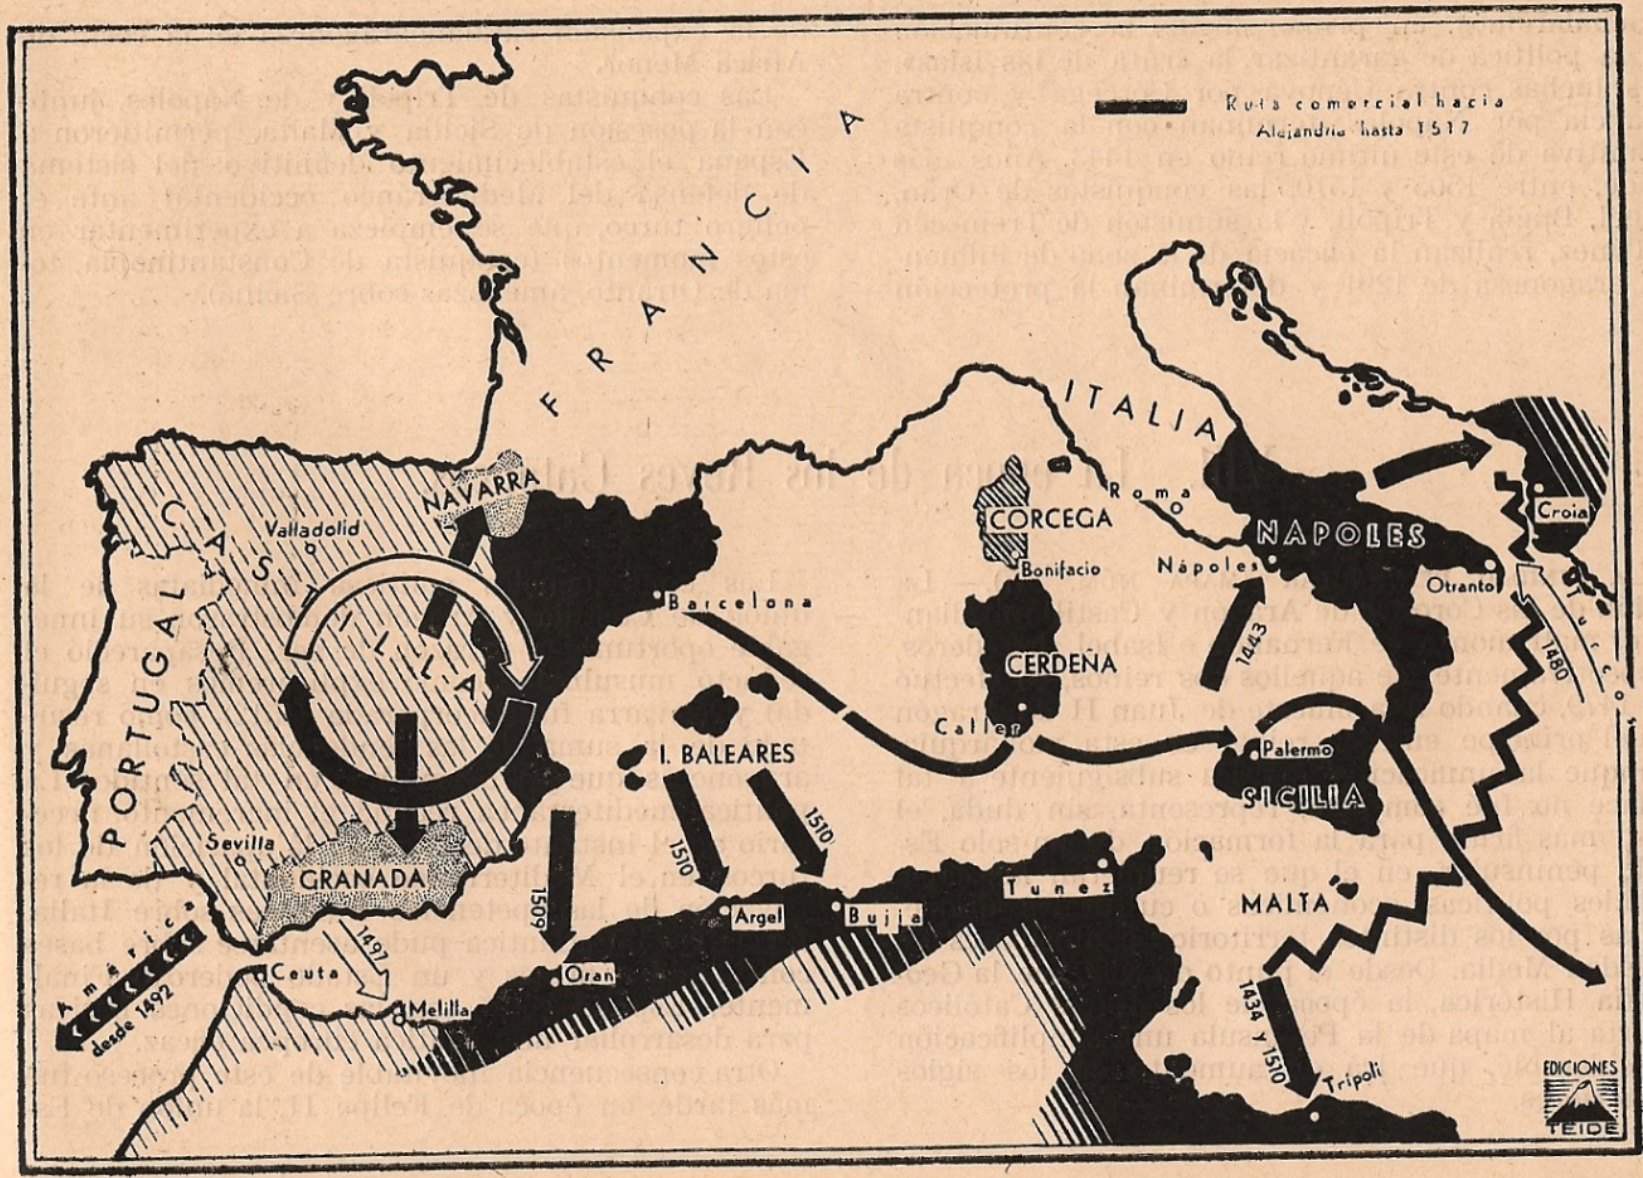 Ruta comercial hacia
Alejandría hasta 1517
FRANCIA
ITALIA
NAVARRA
CASTILLA
Valladolid
PORTUGAL
Sevilla
GRANADA
Barcelona
I. BALEARES
CORCEGA
Bonifacio
CERDEÑA
Caller
Roma
Nápoles
NAPOLES
Otranto
Croia
Turcos
1480
1443
Palermo
SICILIA
MALTA
1510
1510
1509
1497
América
desde 1492
Ceuta
Melilla
Orán
Argel
Bujia
Tunez
1434 y 1510
Trípoli
EDICIONES
TEIDE